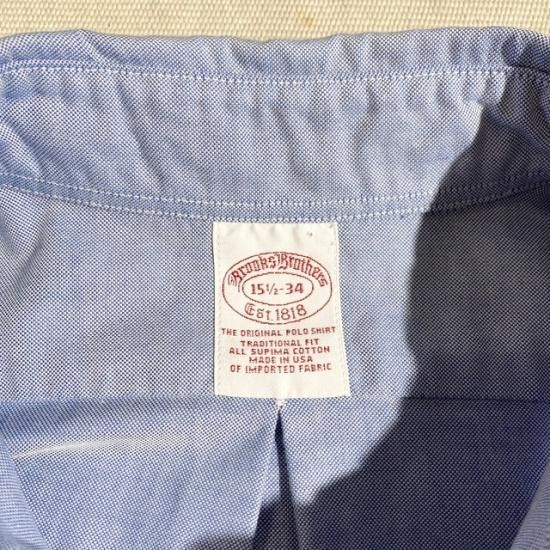 Brooks Brothers
15½-34
Est. 1818
THE ORIGINAL POLO SHIRT
TRADITIONAL FIT
ALL SUPIMA COTTON
MADE IN USA
OF IMPORTED FABRIC